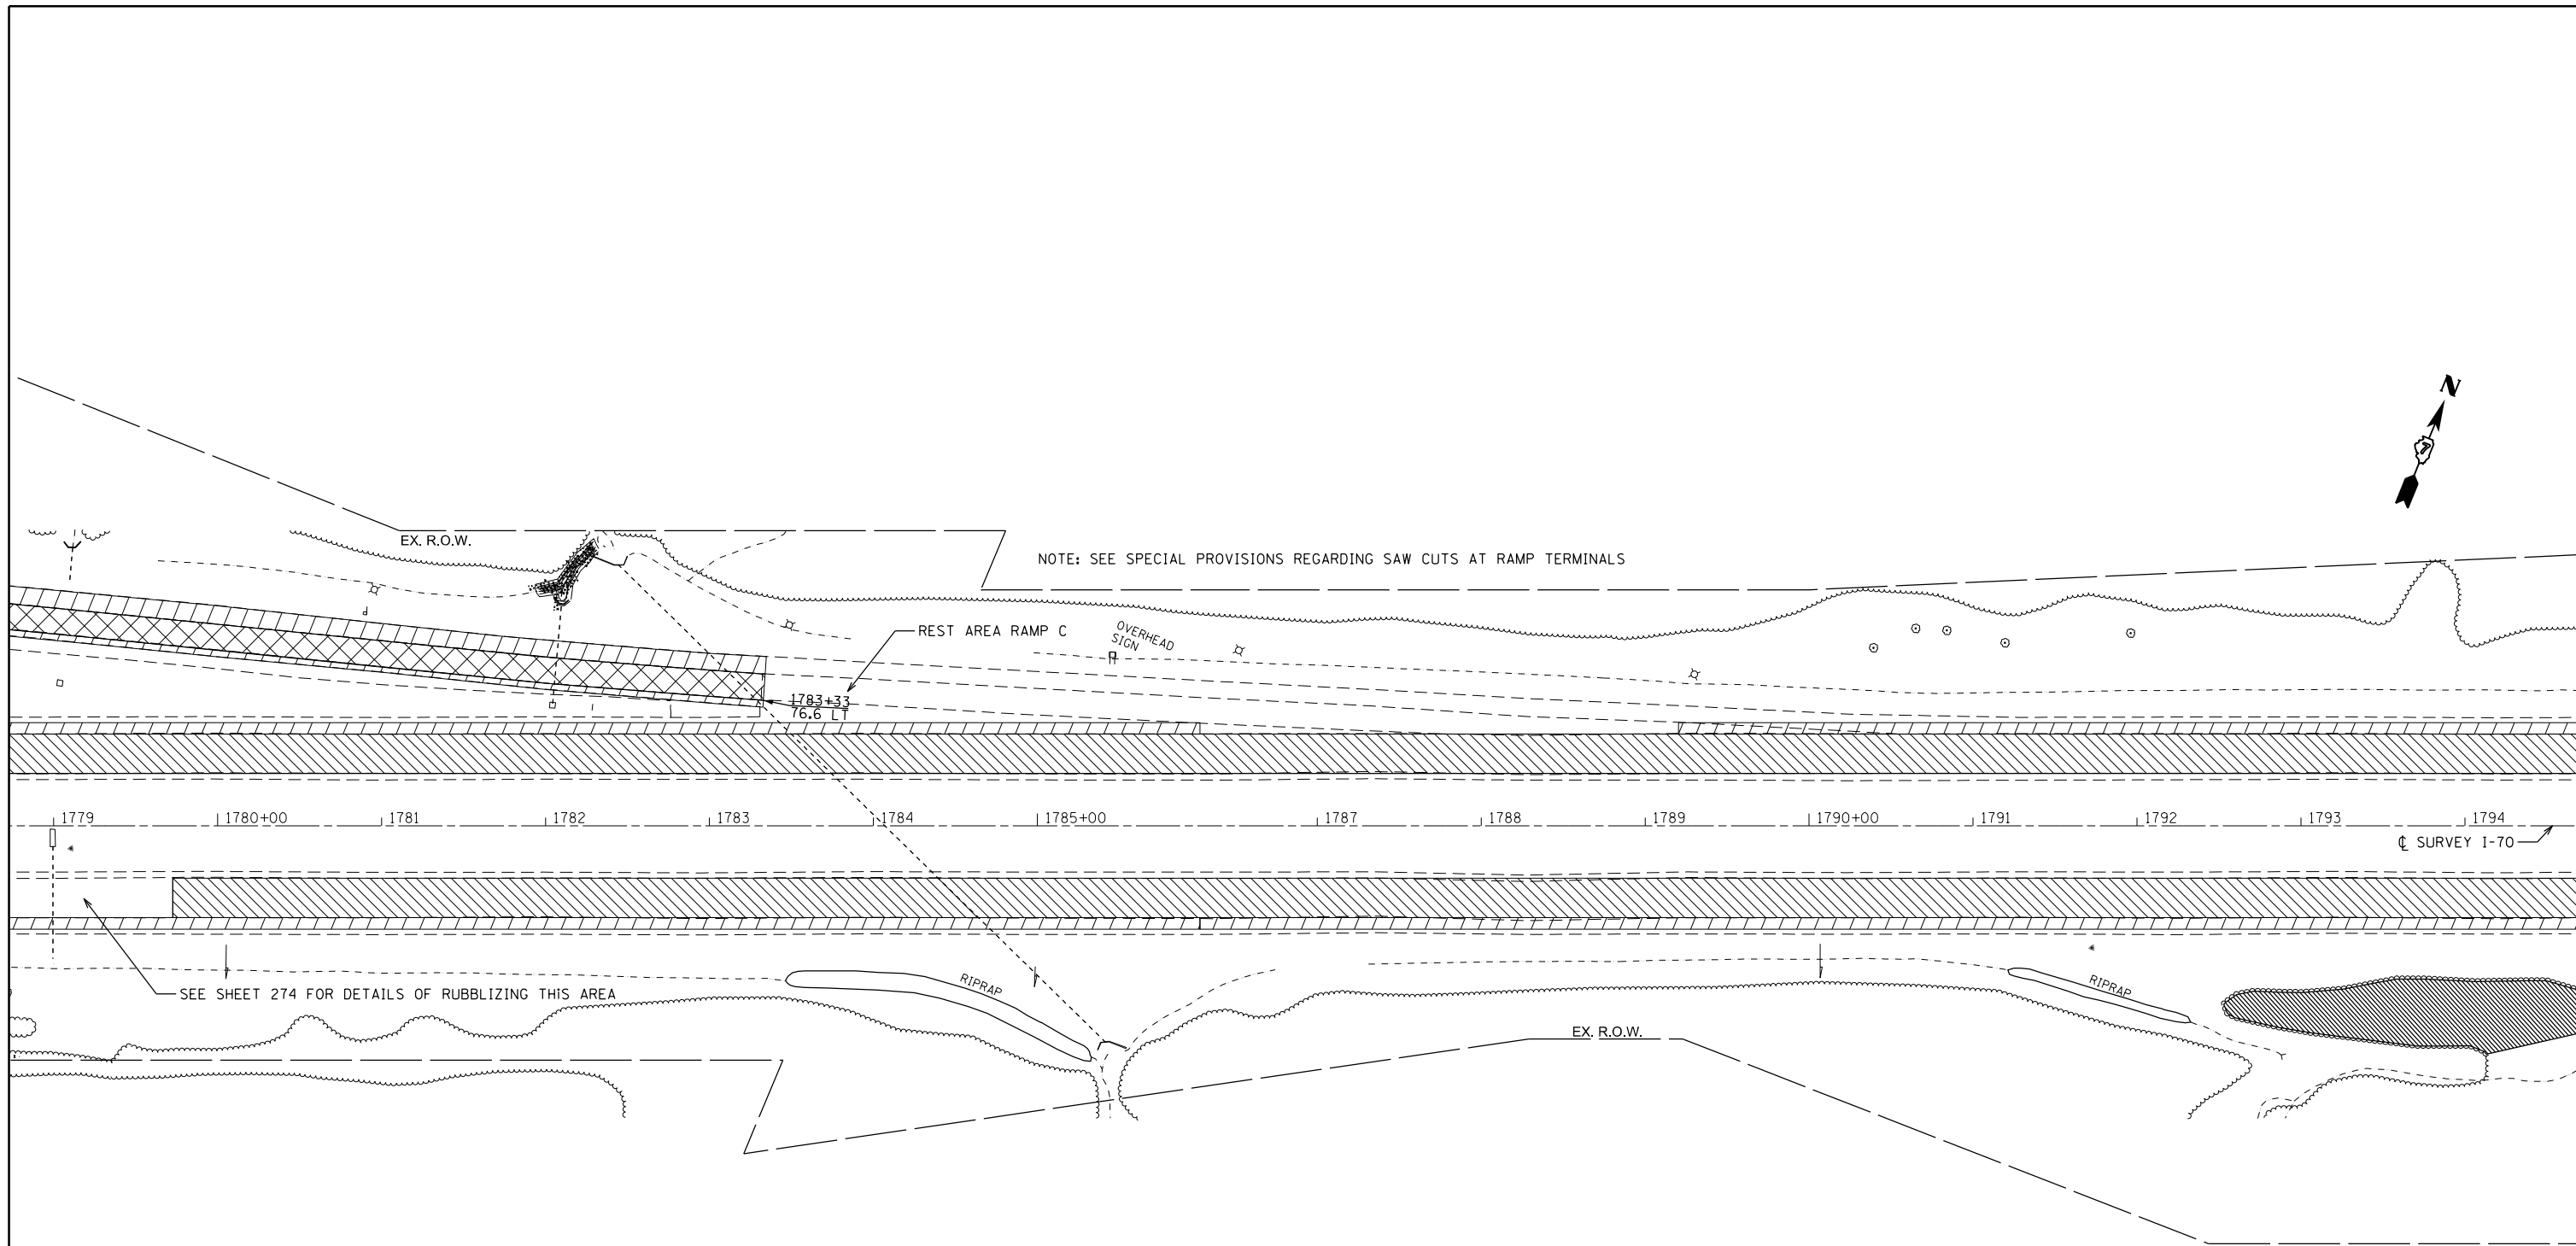 N
7
EX. R.O.W.
NOTE: SEE SPECIAL PROVISIONS REGARDING SAW CUTS AT RAMP TERMINALS
REST AREA RAMP C
OVERHEAD
SIGN
1783+33
76.6 LT
1779 1780+00 1781 1782 1783 1784 1785+00 1787 1788 1789 1790+00 1791 1792 1793 1794
℄ SURVEY I-70
SEE SHEET 274 FOR DETAILS OF RUBBLIZING THIS AREA
RIPRAP
RIPRAP
EX. R.O.W.